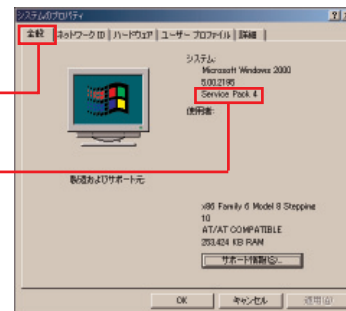 システムのプロパティ
全般 ネットワークID ハードウェア ユーザー プロファイル 詳細
システム:
Microsoft Windows 2000
5.00.2195
Service Pack 4
使用者:
製造およびサポート元:
x86 Family 6 Model 8 Stepping
10
AT/AT COMPATIBLE
253,424 KB RAM
サポート情報(S)...
OK キャンセル 適用(A)